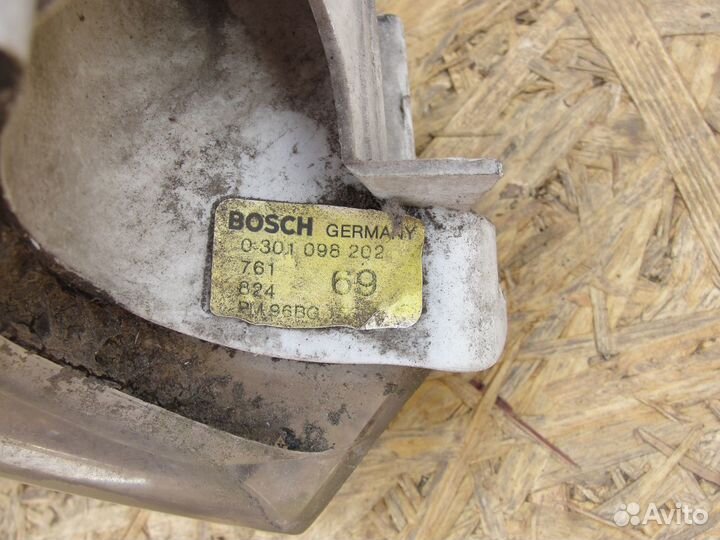 BOSCH GERMANY
0 301 098 202
761
824 69
Avito